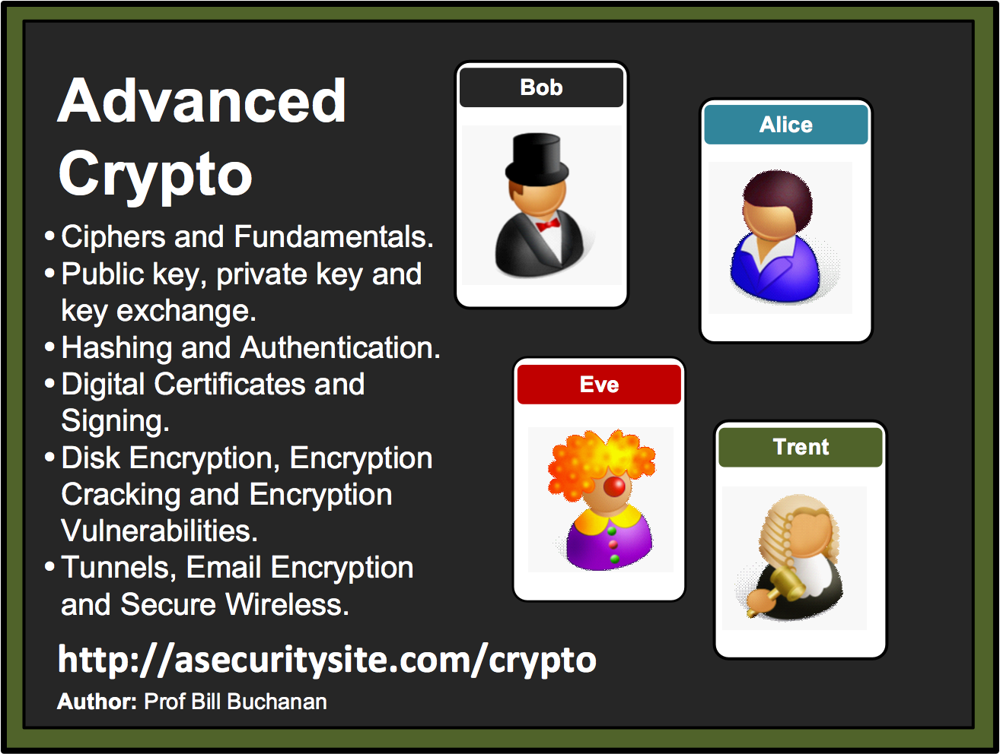 Advanced
Crypto
• Ciphers and Fundamentals.
• Public key, private key and
key exchange.
• Hashing and Authentication.
• Digital Certificates and
Signing.
• Disk Encryption, Encryption
Cracking and Encryption
Vulnerabilities.
• Tunnels, Email Encryption
and Secure Wireless.
http://asecuritysite.com/crypto
Author: Prof Bill Buchanan
Bob
Alice
Eve
Trent